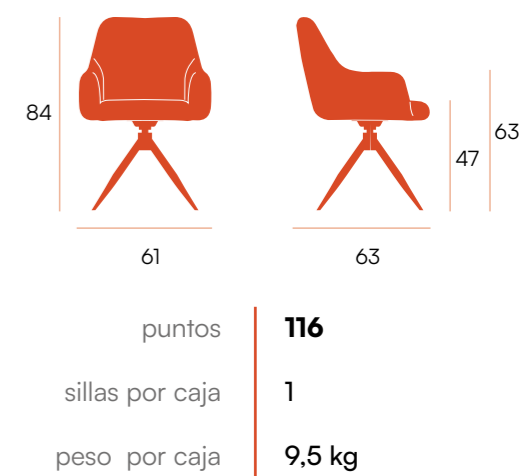 84
63
47
61
63
puntos 116
sillas por caja 1
peso por caja 9,5 kg